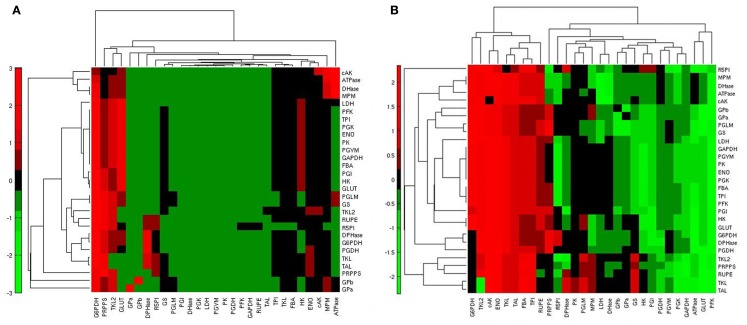 A
B
3
2
1
0
-1
-2
-3
cAK
ATPase
DHase
MPM
LDH
PFK
TPI
PGK
ENO
PK
PGYM
GAPDH
FBA
PGI
HK
GLUT
PGLM
GS
TKL2
RUPE
R5PI
DPHase
G6PDH
PGDH
TKL
TAL
PRPPS
GPb
GPa
G6PDH PRPPS TKL2 GLUT GPa GPb DPHase R5PI GS PGLM PGI DHase PGK LDH PGYM PK PGDH PFK GAPDH RUPE TAL TPI TKL FBA HK ENO cAK MPM ATPase
2
1.5
1
0.5
0
-0.5
-1
-1.5
-2
R5PI
MPM
DHase
ATPase
cAK
GPb
GPa
PGLM
GS
LDH
GAPDH
PGYM
PK
ENO
PGK
FBA
TPI
PFK
PGI
HK
GLUT
G6PDH
DPHase
PGDH
TKL2
PRPPS
RUPE
TKL
TAL
G6PDH TKL2 cAK ENO TKL TAL FBA TPI RUPE PRPPS R5PI DPHase PK PGLM MPM LDH DHase GPb GPa GS HK PGI PGDH PGYM PGK GAPDH ATPase GLUT PFK